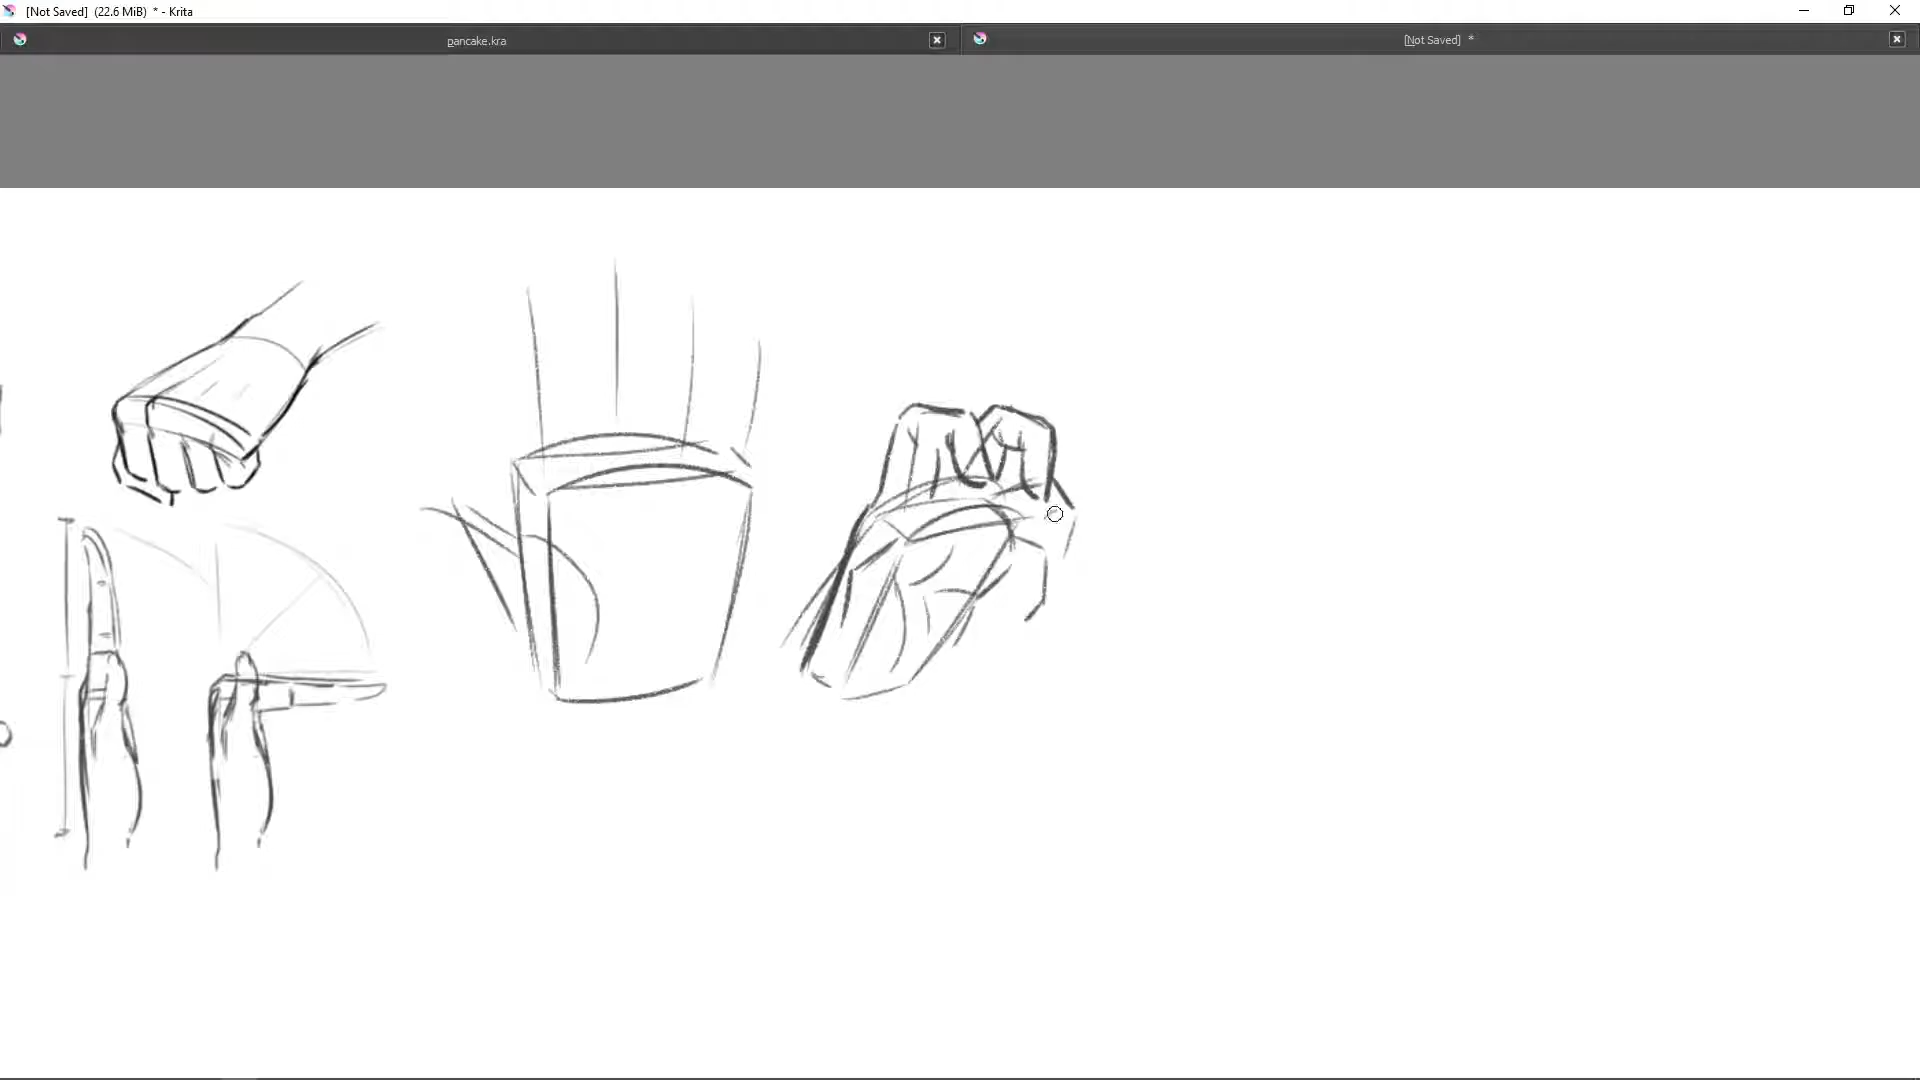 [Not Saved]  (22.6 MiB)  * - Krita
pancake.kra
[Not Saved]  *